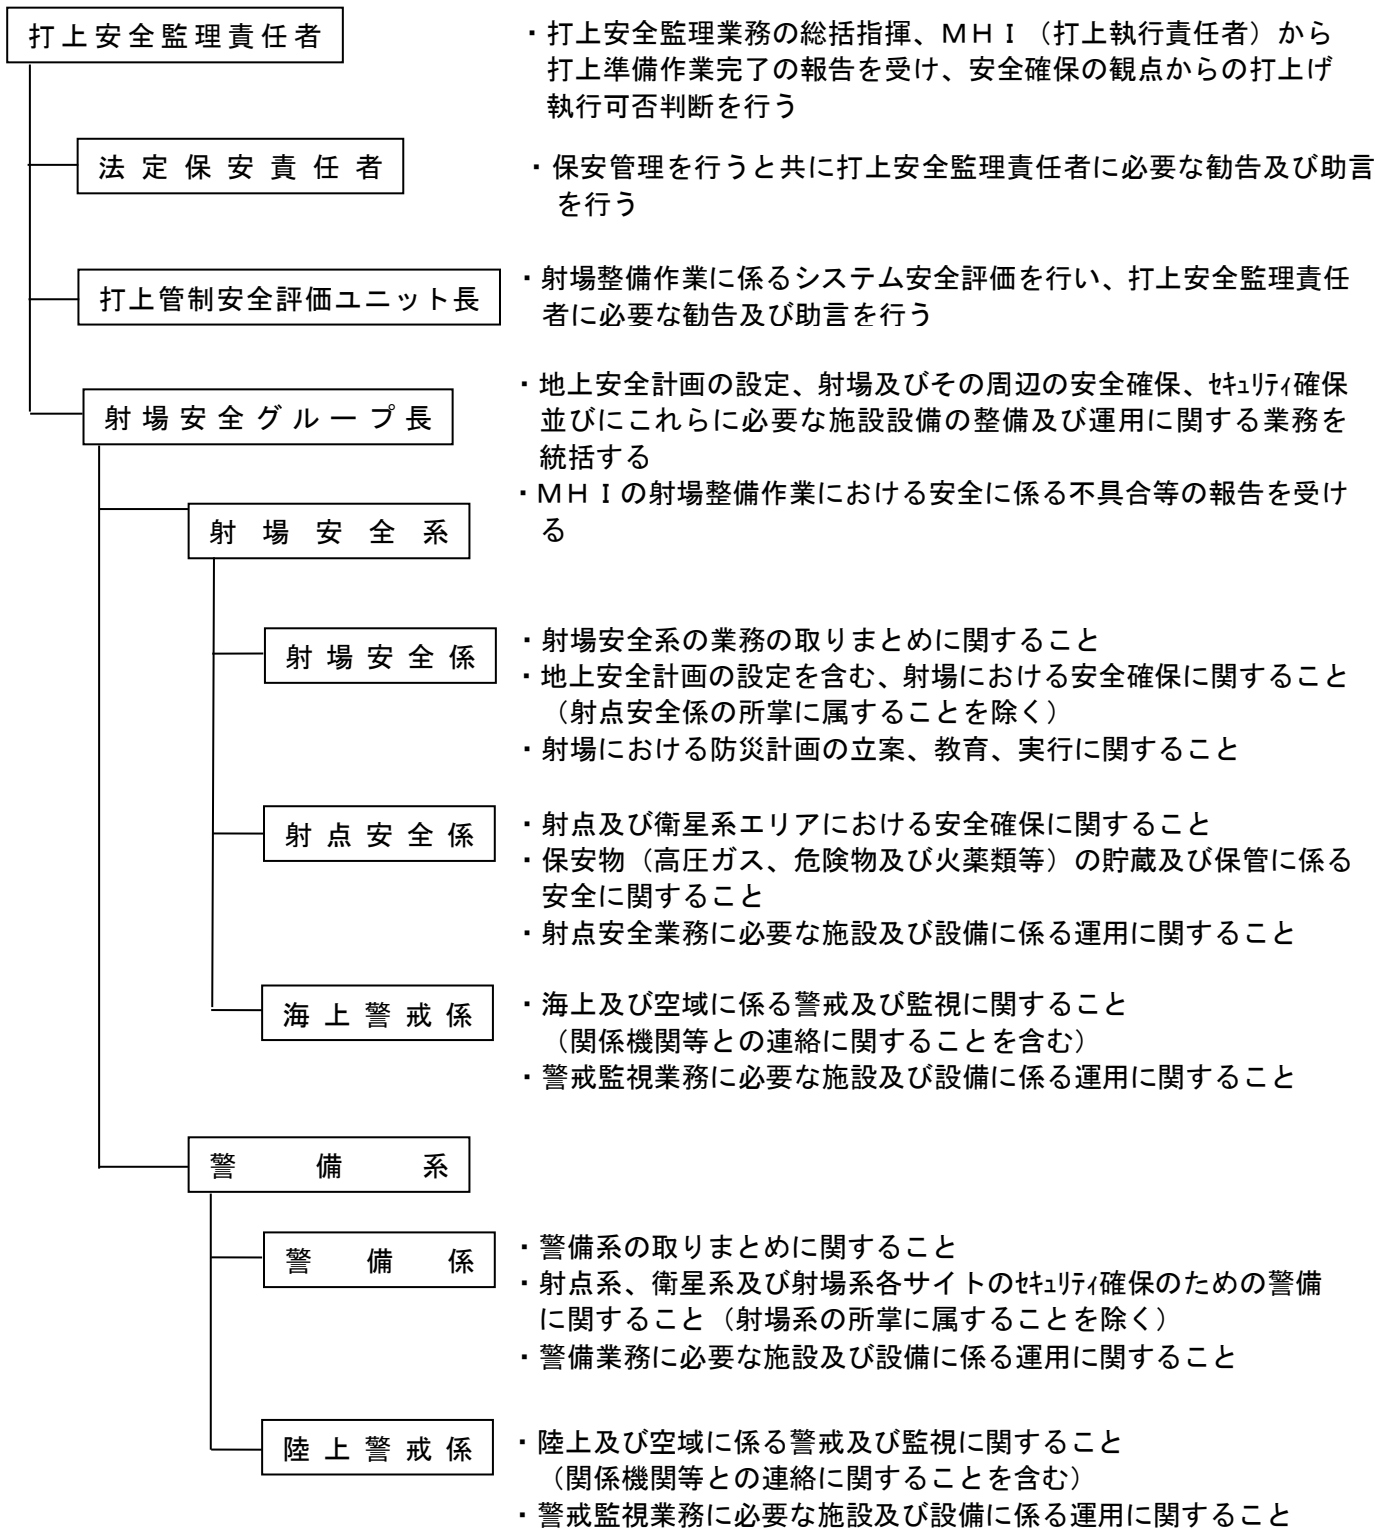 打上安全監理責任者
・打上安全監理業務の総括指揮、ＭＨＩ（打上執行責任者）から
打上準備作業完了の報告を受け、安全確保の観点からの打上げ
執行可否判断を行う
法定保安責任者
・保安管理を行うと共に打上安全監理責任者に必要な勧告及び助言
を行う
打上管制安全評価ユニット長
・射場整備作業に係るシステム安全評価を行い、打上安全監理責任
者に必要な勧告及び助言を行う
射場安全グループ長
・地上安全計画の設定、射場及びその周辺の安全確保、ｾｷｭﾘﾃｨ確保
並びにこれらに必要な施設設備の整備及び運用に関する業務を
統括する
・ＭＨＩの射場整備作業における安全に係る不具合等の報告を受け
る
射場安全系
射場安全係
・射場安全系の業務の取りまとめに関すること
・地上安全計画の設定を含む、射場における安全確保に関すること
（射点安全係の所掌に属することを除く）
・射場における防災計画の立案、教育、実行に関すること
射点安全係
・射点及び衛星系エリアにおける安全確保に関すること
・保安物（高圧ガス、危険物及び火薬類等）の貯蔵及び保管に係る
安全に関すること
・射点安全業務に必要な施設及び設備に係る運用に関すること
海上警戒係
・海上及び空域に係る警戒及び監視に関すること
（関係機関等との連絡に関することを含む）
・警戒監視業務に必要な施設及び設備に係る運用に関すること
警備系
警備係
・警備系の取りまとめに関すること
・射点系、衛星系及び射場系各サイトのｾｷｭﾘﾃｨ確保のための警備
に関すること（射場系の所掌に属することを除く）
・警備業務に必要な施設及び設備に係る運用に関すること
陸上警戒係
・陸上及び空域に係る警戒及び監視に関すること
（関係機関等との連絡に関することを含む）
・警戒監視業務に必要な施設及び設備に係る運用に関すること